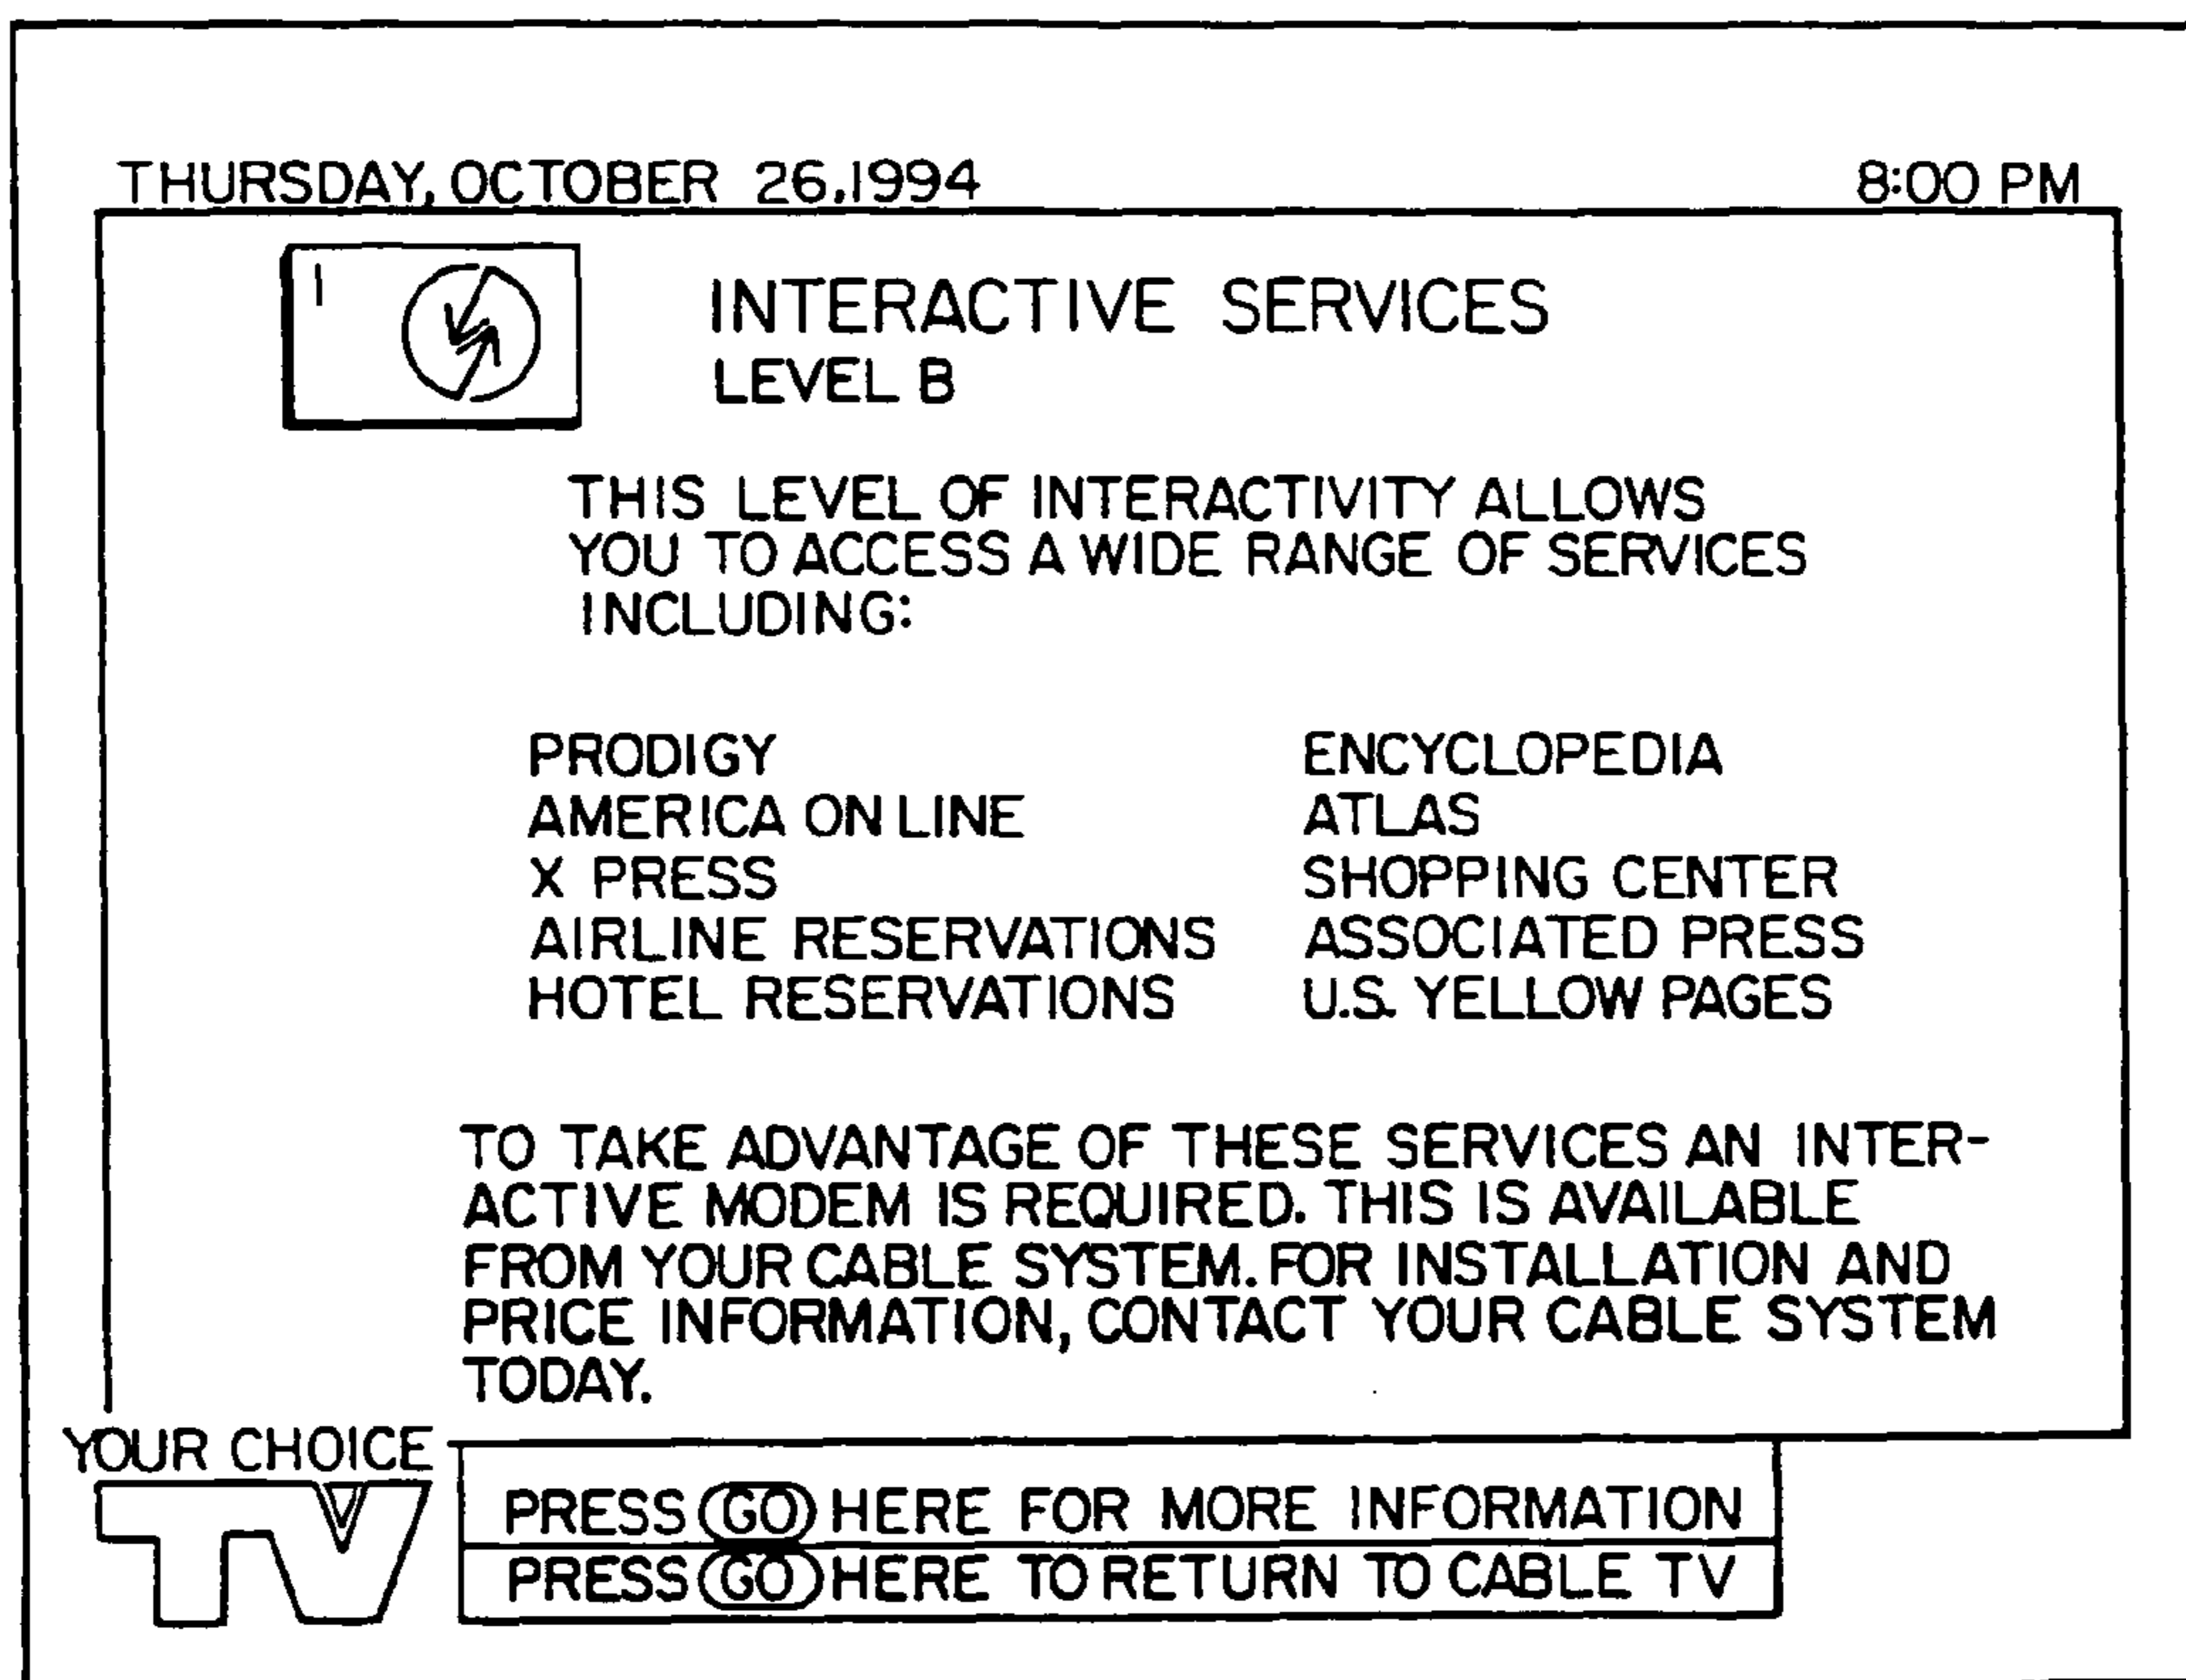 THURSDAY, OCTOBER 26,1994 8:00 PM
1 INTERACTIVE SERVICES
LEVEL B
THIS LEVEL OF INTERACTIVITY ALLOWS
YOU TO ACCESS A WIDE RANGE OF SERVICES
INCLUDING:
PRODIGY ENCYCLOPEDIA
AMERICA ON LINE ATLAS
X PRESS SHOPPING CENTER
AIRLINE RESERVATIONS ASSOCIATED PRESS
HOTEL RESERVATIONS U.S. YELLOW PAGES
TO TAKE ADVANTAGE OF THESE SERVICES AN INTER-
ACTIVE MODEM IS REQUIRED. THIS IS AVAILABLE
FROM YOUR CABLE SYSTEM. FOR INSTALLATION AND
PRICE INFORMATION, CONTACT YOUR CABLE SYSTEM
TODAY.
YOUR CHOICE
TV
PRESS GO HERE FOR MORE INFORMATION
PRESS GO HERE TO RETURN TO CABLE TV